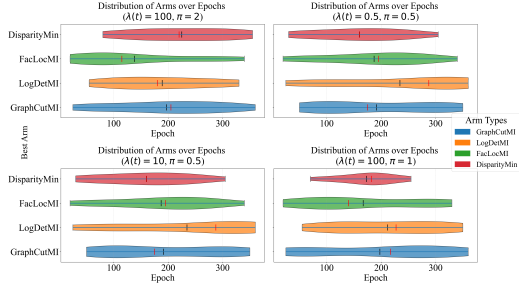 Distribution of Arms over Epochs
(λ(t) = 100, π = 2)
Distribution of Arms over Epochs
(λ(t) = 0.5, π = 0.5)
DisparityMin
FacLocMI
LogDetMI
GraphCutMI
100 200 300
Epoch
100 200 300
Epoch
Best Arm
Arm Types
GraphCutMI
LogDetMI
FacLocMI
DisparityMin
Distribution of Arms over Epochs
(λ(t) = 10, π = 0.5)
Distribution of Arms over Epochs
(λ(t) = 100, π = 1)
DisparityMin
FacLocMI
LogDetMI
GraphCutMI
100 200 300
Epoch
100 200 300
Epoch